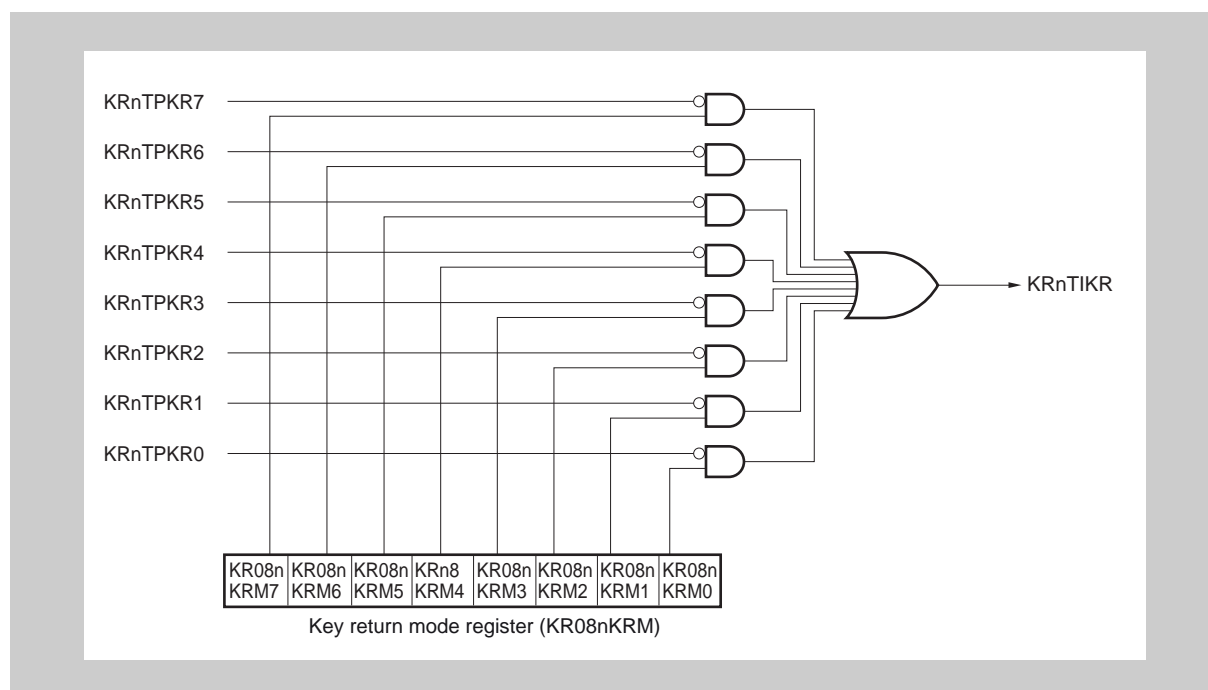 KRnTPKR7
KRnTPKR6
KRnTPKR5
KRnTPKR4
KRnTPKR3
KRnTPKR2
KRnTPKR1
KRnTPKR0
KRnTIKR
KR08n KR08n KR08n KRn8 KR08n KR08n KR08n KR08n
KRM7 KRM6 KRM5 KRM4 KRM3 KRM2 KRM1 KRM0
Key return mode register (KR08nKRM)